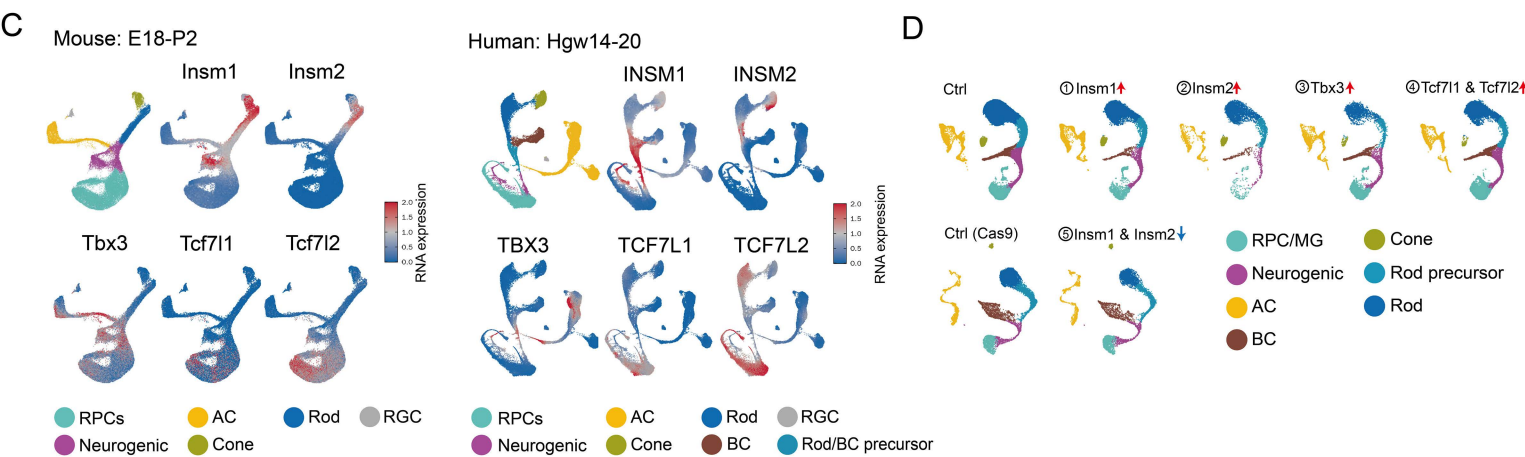 C
Mouse: E18-P2
Insm1
Insm2
Tbx3
Tcf7l1
Tcf7l2
2.0
1.5
1.0
0.5
0.0
RNA expression
RPCs
AC
Rod
RGC
Neurogenic
Cone
Human: Hgw14-20
INSM1
INSM2
TBX3
TCF7L1
TCF7L2
2.0
1.5
1.0
0.5
0.0
RNA expression
RPCs
AC
Rod
RGC
Neurogenic
Cone
BC
Rod/BC precursor
D
Ctrl
①Insm1↑
②Insm2↑
③Tbx3↑
④Tcf7l1 & Tcf7l2↑
Ctrl (Cas9)
⑤Insm1 & Insm2↓
RPC/MG
Cone
Neurogenic
Rod precursor
AC
Rod
BC